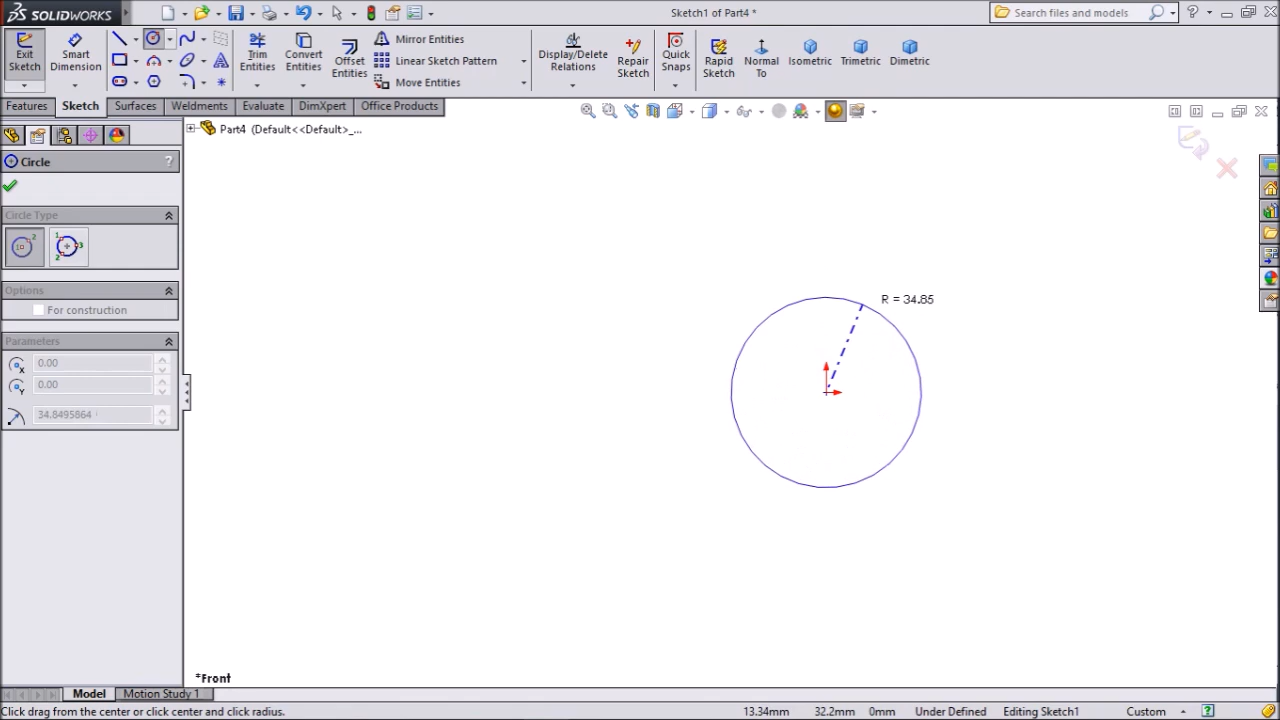 SOLIDWORKS
Sketch1 of Part4 *
Search files and models
Exit Sketch
Smart Dimension
Trim Entities
Convert Entities
Offset Entities
Mirror Entities
Linear Sketch Pattern
Move Entities
Display/Delete Relations
Repair Sketch
Quick Snaps
Rapid Sketch
Normal To
Isometric
Trimetric
Dimetric
Features
Sketch
Surfaces
Weldments
Evaluate
DimXpert
Office Products
Part4 (Default<<Default>_...
Circle
?
Circle Type
Options
For construction
Parameters
0.00
0.00
34.8495864
R = 34.85
*Front
Model
Motion Study 1
Click drag from the center or click center and click radius.
13.34mm
32.2mm
0mm
Under Defined
Editing Sketch1
Custom